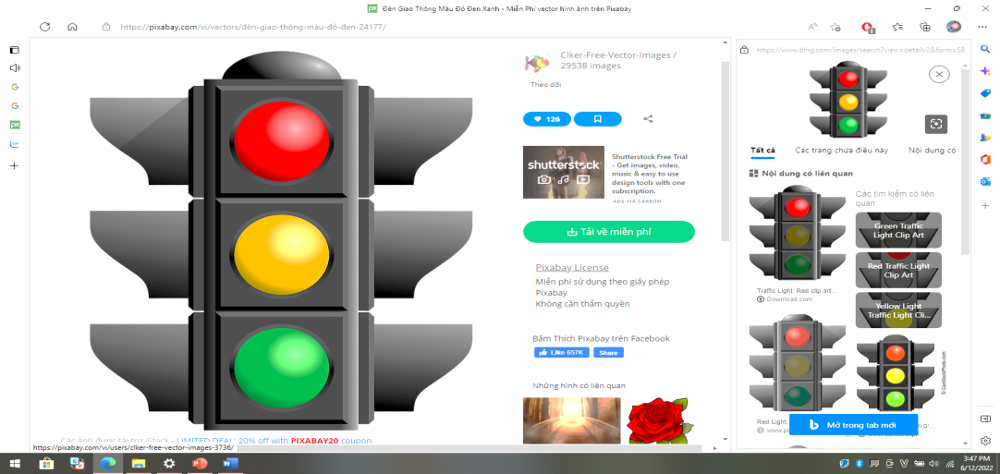 Đèn Giao Thông Màu Đỏ Đen Xanh - Miễn Phí vector hình ảnh trên Pixabay
https://pixabay.com/vi/vectors/đèn-giao-thông-màu-đỏ-đen-24177/
https://www.bing.com/images/search?view=detailv2&form=SB
Clker-Free-Vector-Images /
29538 images
Theo dõi
126
shutterstock
Shutterstock Free Trial
- Get images, video,
music & easy to use
design tools with one
subscription.
ADS VIA CARBON
Tải về miễn phí
Pixabay License
Miễn phí sử dụng theo giấy phép
Pixabay
Không cần thẩm quyền
Bấm Thích Pixabay trên Facebook
Like 657K
Share
Những hình có liên quan
Các ảnh được tài trợ iStock - LIMITED DEAL: 20% off with PIXABAY20 coupon
https://pixabay.com/vi/users/clker-free-vector-images-3736/
Tất cả
Các trang chứa điều này
Nội dung có
Nội dung có liên quan
Các tìm kiếm có liên
quan
Green Traffic
Light Clip Art
Red Traffic Light
Clip Art
Yellow Light
Traffic Light Cli...
Traffic Light: Red clip art...
Download.com
© CanStockPhoto.com
Mở trong tab mới
3:47 PM
6/12/2022